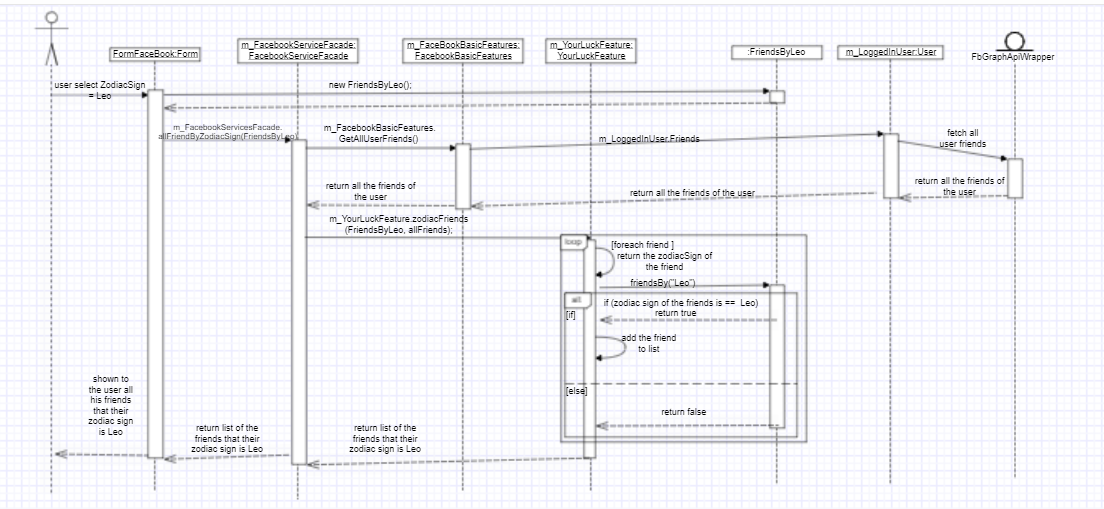 FormFaceBook:Form
m_FacebookServiceFacade:
FacebookServiceFacade
m_FaceBookBasicFeatures:
FacebookBasicFeatures
m_YourLuckFeature:
YourLuckFeature
:FriendsByLeo
m_LoggedInUser:User
FbGraphApiWrapper
user select ZodiacSign
= Leo
new FriendsByLeo();
m_FacebookServicesFacade.
allFriendByZodiacSign(FriendsByLeo)
m_FacebookBasicFeatures.
GetAllUserFriends()
m_LoggedInUser.Friends
fetch all
user friends
return all the friends of
the user
return all the friends of the user
return all the friends of
the user
m_YourLuckFeature.zodiacFriends
(FriendsByLeo, allFriends);
loop
[foreach friend ]
return the zodiacSign of
the friend
friendsBy("Leo")
alt
if (zodiac sign of the friends is == Leo)
[if]
return true
add the friend
to list
[else]
return false
shown to
the user all
his friends
that their
zodiac sign
is Leo
return list of the
friends that their
zodiac sign is Leo
return list of the
friends that their
zodiac sign is Leo